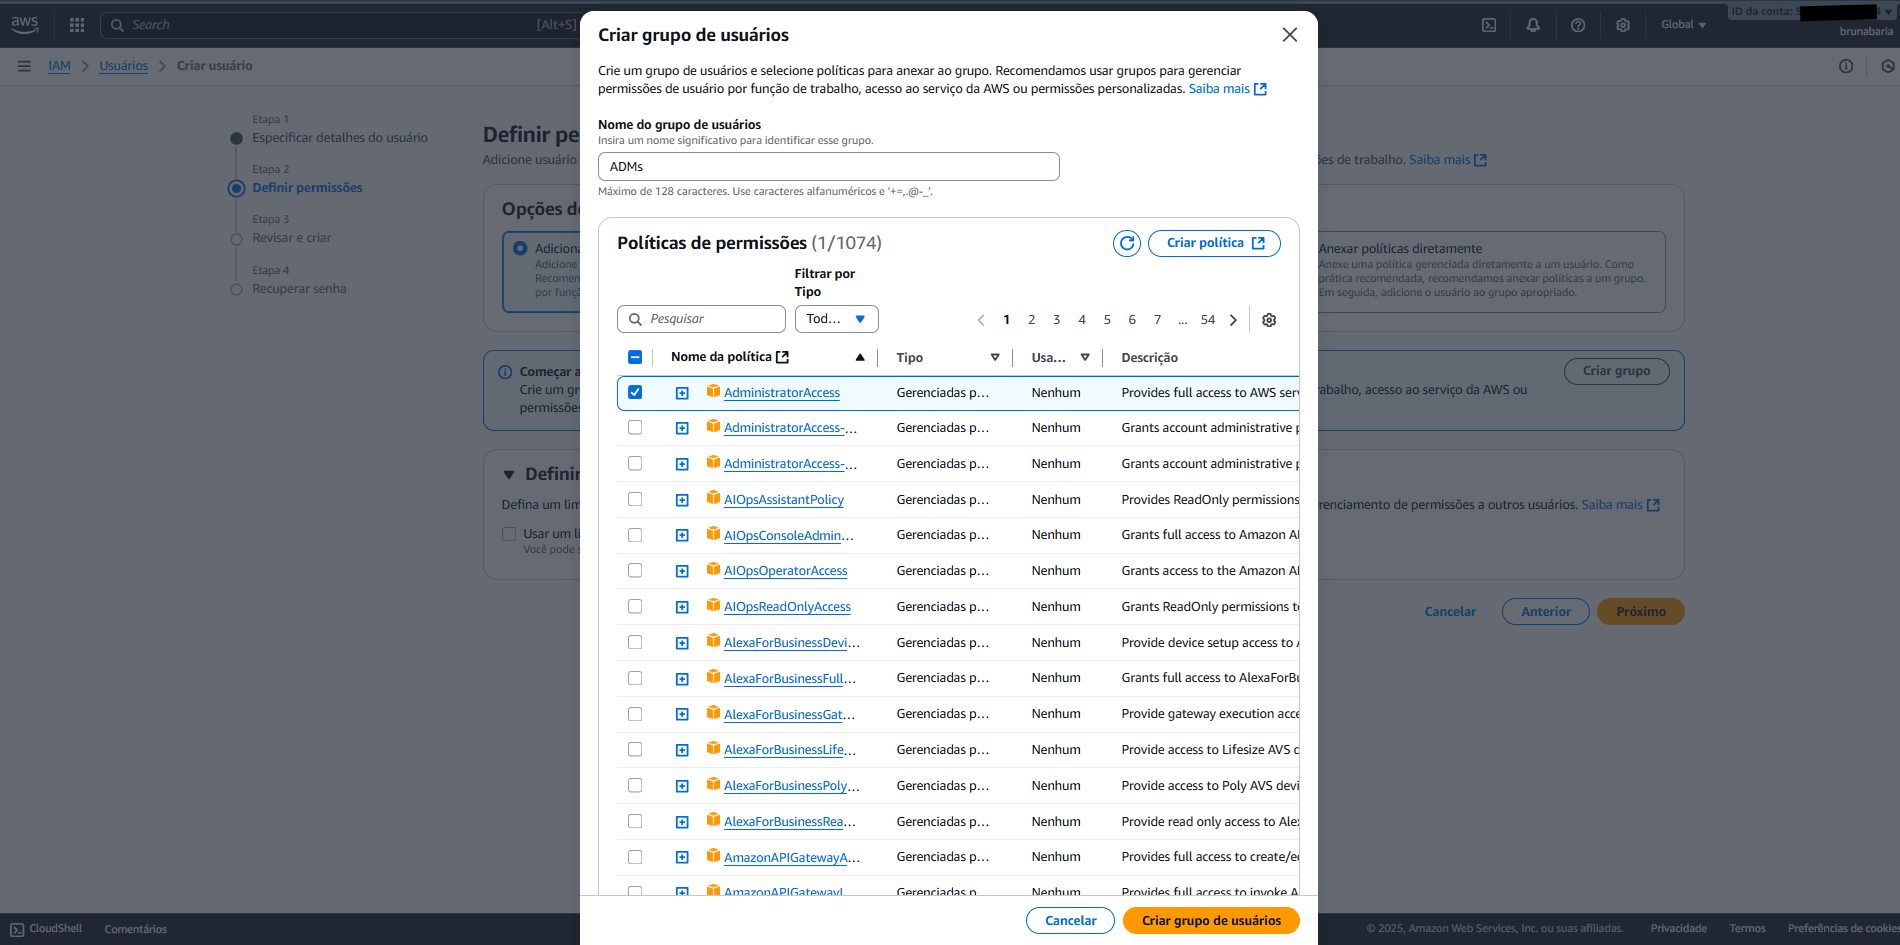 aws
Search
[Alt+S]
Global
ID da conta: 5
brunabarla
IAM
Usuários
Criar usuário
Etapa 1
Especificar detalhes do usuário
Etapa 2
Definir permissões
Etapa 3
Revisar e criar
Etapa 4
Recuperar senha
Definir pe
Adicione usuário
ões de trabalho. Saiba mais
Opções de
Adiciona
Adicione
Recomen
por funçã
Anexar políticas diretamente
Anexe uma política gerenciada diretamente a um usuário. Como
prática recomendada, recomendamos anexar políticas a um grupo.
Em seguida, adicione o usuário ao grupo apropriado.
Começar a
Crie um gr
permissões
rabalho, acesso ao serviço da AWS ou
Criar grupo
Definir
Defina um lim
renciamento de permissões a outros usuários. Saiba mais
Usar um li
Você pode s
Cancelar
Anterior
Próximo
Criar grupo de usuários
Crie um grupo de usuários e selecione políticas para anexar ao grupo. Recomendamos usar grupos para gerenciar
permissões de usuário por função de trabalho, acesso ao serviço da AWS ou permissões personalizadas. Saiba mais
Nome do grupo de usuários
Insira um nome significativo para identificar esse grupo.
ADMs
Máximo de 128 caracteres. Use caracteres alfanuméricos e '+=,.@-_'.
Políticas de permissões (1/1074)
Criar política
Filtrar por
Tipo
Pesquisar
Tod...
1 2 3 4 5 6 7 ... 54
Nome da política Tipo Usa... Descrição
AdministratorAccess Gerenciadas p... Nenhum Provides full access to AWS serv
AdministratorAccess-... Gerenciadas p... Nenhum Grants account administrative p
AdministratorAccess-... Gerenciadas p... Nenhum Grants account administrative p
AIOpsAssistantPolicy Gerenciadas p... Nenhum Provides ReadOnly permissions
AIOpsConsoleAdmin... Gerenciadas p... Nenhum Grants full access to Amazon AI
AIOpsOperatorAccess Gerenciadas p... Nenhum Grants access to the Amazon AI
AIOpsReadOnlyAccess Gerenciadas p... Nenhum Grants ReadOnly permissions to
AlexaForBusinessDevi... Gerenciadas p... Nenhum Provide device setup access to A
AlexaForBusinessFull... Gerenciadas p... Nenhum Grants full access to AlexaForBu
AlexaForBusinessGat... Gerenciadas p... Nenhum Provide gateway execution acce
AlexaForBusinessLife... Gerenciadas p... Nenhum Provide access to Lifesize AVS d
AlexaForBusinessPoly... Gerenciadas p... Nenhum Provide access to Poly AVS devi
AlexaForBusinessRea... Gerenciadas p... Nenhum Provide read only access to Alex
AmazonAPIGatewayA... Gerenciadas p... Nenhum Provides full access to create/ed
AmazonAPIGatewayI Gerenciadas p Nenhum Provides full access to invoke A
Cancelar
Criar grupo de usuários
CloudShell
Comentários
© 2025, Amazon Web Services, Inc. ou suas afiliadas.
Privacidade
Termos
Preferências de cookie